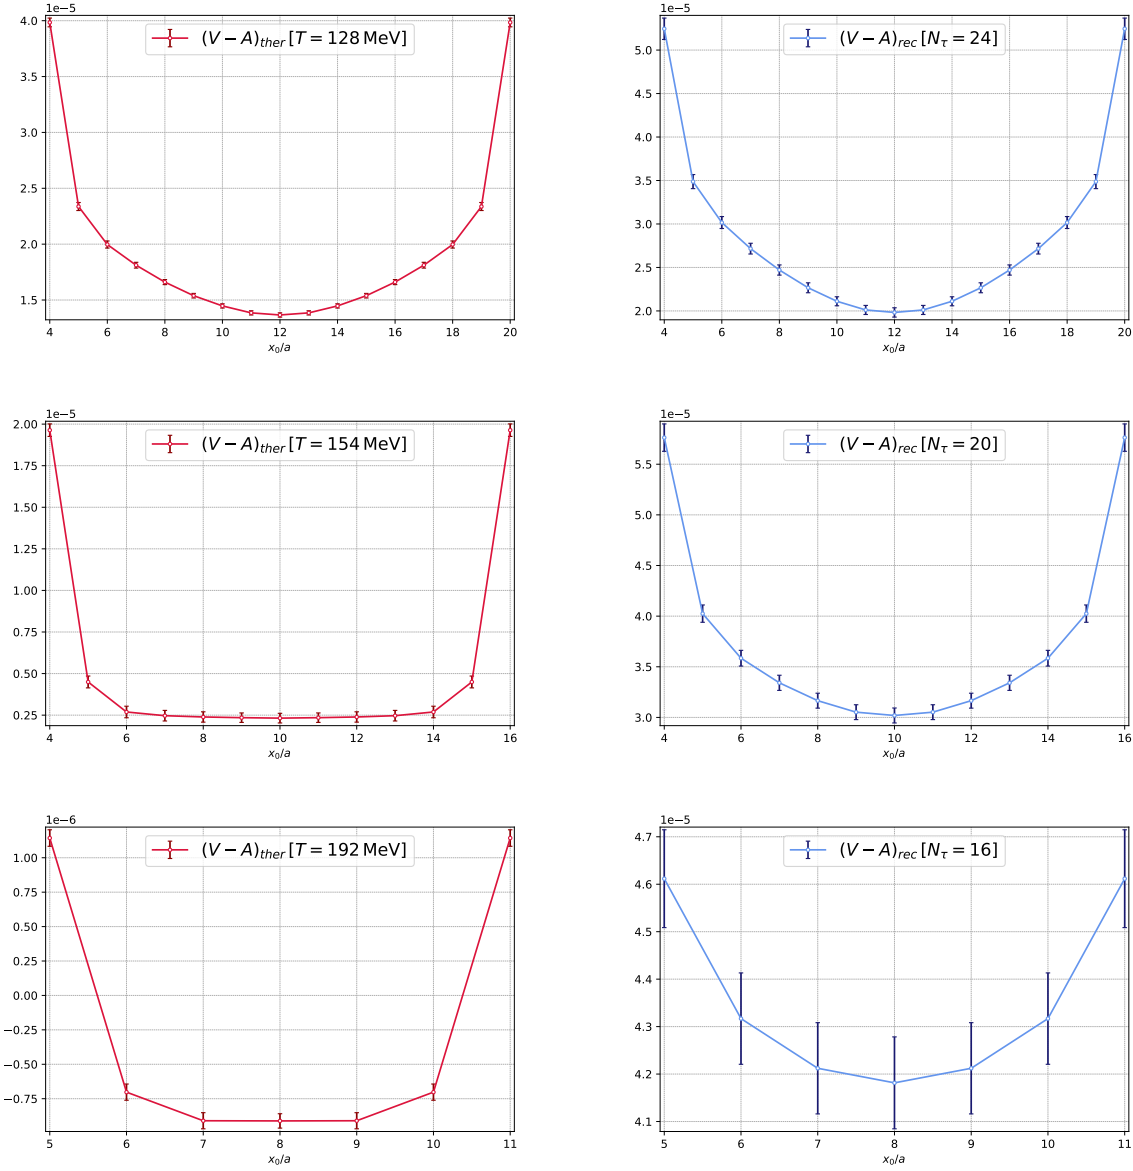 1e−5
(V − A)ther [T = 128 MeV]
4.0
3.5
3.0
2.5
2.0
1.5
4 6 8 10 12 14 16 18 20
x0/a
1e−5
(V − A)rec [Nτ = 24]
5.0
4.5
4.0
3.5
3.0
2.5
2.0
4 6 8 10 12 14 16 18 20
x0/a
1e−5
(V − A)ther [T = 154 MeV]
2.00
1.75
1.50
1.25
1.00
0.75
0.50
0.25
4 6 8 10 12 14 16
x0/a
1e−5
(V − A)rec [Nτ = 20]
5.5
5.0
4.5
4.0
3.5
3.0
4 6 8 10 12 14 16
x0/a
1e−6
(V − A)ther [T = 192 MeV]
1.00
0.75
0.50
0.25
0.00
−0.25
−0.50
−0.75
5 6 7 8 9 10 11
x0/a
1e−5
(V − A)rec [Nτ = 16]
4.7
4.6
4.5
4.4
4.3
4.2
4.1
5 6 7 8 9 10 11
x0/a